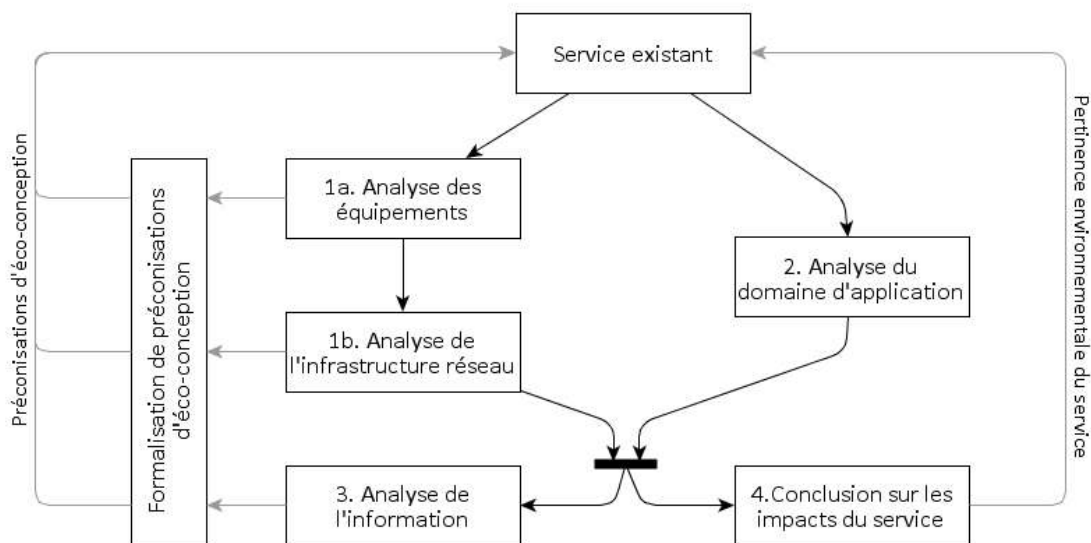 Service existant
1a. Analyse des
équipements
2. Analyse du
domaine d'application
1b. Analyse de
l'infrastructure réseau
3. Analyse de
l'information
4.Conclusion sur les
impacts du service
Préconisations d'éco-conception
Formalisation de préconisations
d'éco-conception
Pertinence environnementale du service